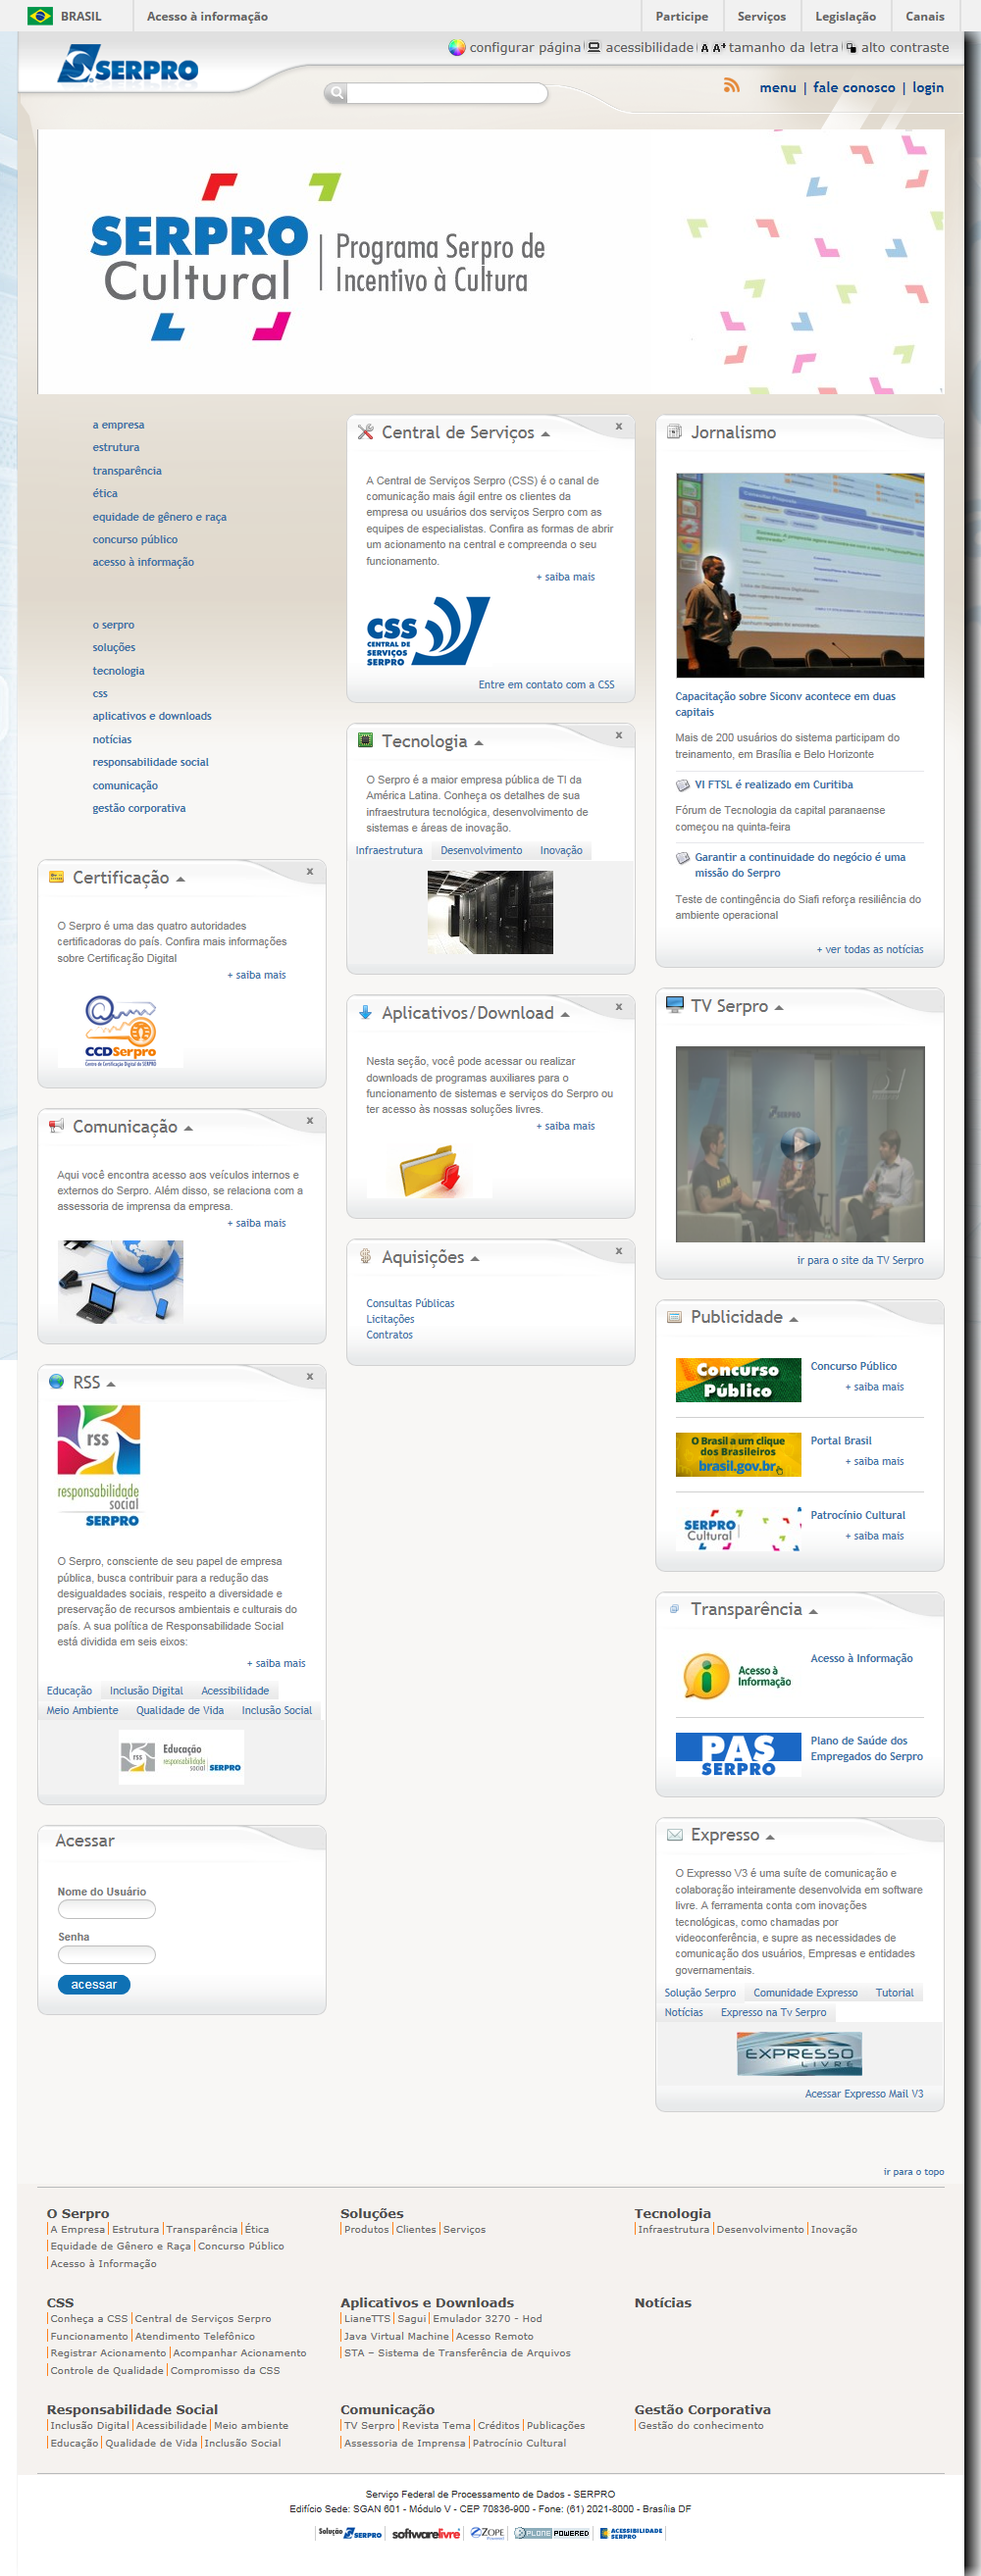 BRASIL
Acesso à informação
Participe
Serviços
Legislação
Canais
configurar página
acessibilidade
A A+ tamanho da letra
alto contraste
SERPRO
menu | fale conosco | login
SERPRO
Cultural
Programa Serpro de
Incentivo à Cultura
a empresa
estrutura
transparência
ética
equidade de gênero e raça
concurso público
acesso à informação
o serpro
soluções
tecnologia
css
aplicativos e downloads
notícias
responsabilidade social
comunicação
gestão corporativa
Certificação
x
O Serpro é uma das quatro autoridades
certificadoras do país. Confira mais informações
sobre Certificação Digital
+ saiba mais
CCDSerpro
Centro de Certificação Digital do SERPRO
Comunicação
x
Aqui você encontra acesso aos veículos internos e
externos do Serpro. Além disso, se relaciona com a
assessoria de imprensa da empresa.
+ saiba mais
RSS
x
rss
responsabilidade
social
SERPRO
O Serpro, consciente de seu papel de empresa
pública, busca contribuir para a redução das
desigualdades sociais, respeito a diversidade e
preservação de recursos ambientais e culturais do
país. A sua política de Responsabilidade Social
está dividida em seis eixos:
+ saiba mais
Educação
Inclusão Digital
Acessibilidade
Meio Ambiente
Qualidade de Vida
Inclusão Social
rss
Educação
responsabilidade
social
SERPRO
Acessar
Nome do Usuário
Senha
acessar
Central de Serviços
x
A Central de Serviços Serpro (CSS) é o canal de
comunicação mais ágil entre os clientes da
empresa ou usuários dos serviços Serpro com as
equipes de especialistas. Confira as formas de abrir
um acionamento na central e compreenda o seu
funcionamento.
+ saiba mais
CSS
CENTRAL DE
SERVIÇOS
SERPRO
Entre em contato com a CSS
Tecnologia
x
O Serpro é a maior empresa pública de TI da
América Latina. Conheça os detalhes de sua
infraestrutura tecnológica, desenvolvimento de
sistemas e áreas de inovação.
Infraestrutura
Desenvolvimento
Inovação
Aplicativos/Download
x
Nesta seção, você pode acessar ou realizar
downloads de programas auxiliares para o
funcionamento de sistemas e serviços do Serpro ou
ter acesso às nossas soluções livres.
+ saiba mais
Aquisições
x
Consultas Públicas
Licitações
Contratos
Jornalismo
Capacitação sobre Siconv acontece em duas
capitais
Mais de 200 usuários do sistema participam do
treinamento, em Brasília e Belo Horizonte
VI FTSL é realizado em Curitiba
Fórum de Tecnologia da capital paranaense
começou na quinta-feira
Garantir a continuidade do negócio é uma
missão do Serpro
Teste de contingência do Siafi reforça resiliência do
ambiente operacional
+ ver todas as notícias
TV Serpro
SERPRO
ir para o site da TV Serpro
Publicidade
Concurso
Público
Concurso Público
+ saiba mais
O Brasil a um clique
dos Brasileiros
brasil.gov.br
Portal Brasil
+ saiba mais
SERPRO
Cultural
Patrocínio Cultural
+ saiba mais
Transparência
Acesso à
Informação
Acesso à Informação
PAS
SERPRO
Plano de Saúde dos
Empregados do Serpro
Expresso
O Expresso V3 é uma suíte de comunicação e
colaboração inteiramente desenvolvida em software
livre. A ferramenta conta com inovações
tecnológicas, como chamadas por
videoconferência, e supre as necessidades de
comunicação dos usuários, Empresas e entidades
governamentais.
Solução Serpro
Comunidade Expresso
Tutorial
Notícias
Expresso na Tv Serpro
EXPRESSO
LIVRE
Acessar Expresso Mail V3
ir para o topo
O Serpro
A Empresa | Estrutura | Transparência | Ética
Equidade de Gênero e Raça | Concurso Público
Acesso à Informação
Soluções
Produtos | Clientes | Serviços
Tecnologia
Infraestrutura | Desenvolvimento | Inovação
CSS
Conheça a CSS | Central de Serviços Serpro
Funcionamento | Atendimento Telefônico
Registrar Acionamento | Acompanhar Acionamento
Controle de Qualidade | Compromisso da CSS
Aplicativos e Downloads
LianeTTS | Sagui | Emulador 3270 - Hod
Java Virtual Machine | Acesso Remoto
STA – Sistema de Transferência de Arquivos
Notícias
Responsabilidade Social
Inclusão Digital | Acessibilidade | Meio ambiente
Educação | Qualidade de Vida | Inclusão Social
Comunicação
TV Serpro | Revista Tema | Créditos | Publicações
Assessoria de Imprensa | Patrocínio Cultural
Gestão Corporativa
Gestão do conhecimento
Serviço Federal de Processamento de Dados - SERPRO
Edifício Sede: SGAN 601 - Módulo V - CEP 70836-900 - Fone: (61) 2021-8000 - Brasília DF
Solução SERPRO
softwarelivre
ZOPE
PLONE POWERED
ACESSIBILIDADE
SERPRO